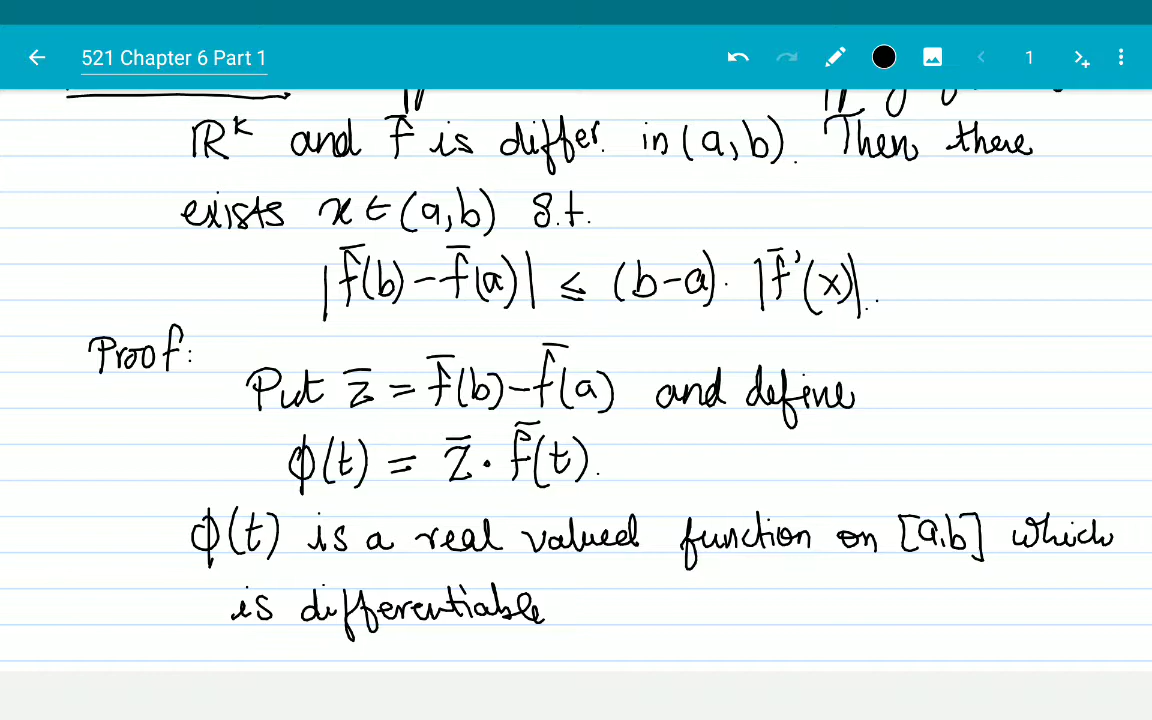 521 Chapter 6 Part 1
1
ℝᵏ and f̄ is differ. in (a,b). Then there
exists x ∈ (a,b) s.t.
|f̄(b) – f̄(a)| ≤ (b-a). |f̄'(x)|.
Proof:
Put z̄ = f̄(b) – f̄(a) and define
ϕ(t) = z̄ · f̄(t).
ϕ(t) is a real valued function on [a,b] which
is differentiable